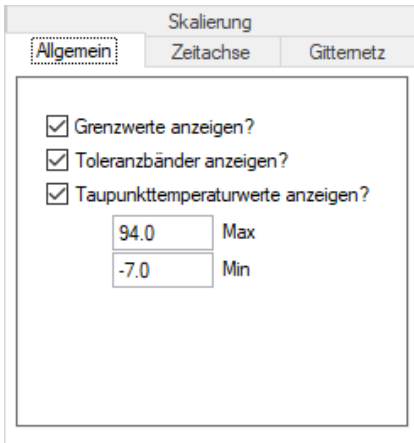 Skalierung
Allgemein Zeitachse Gitternetz
Grenzwerte anzeigen?
Toleranzbänder anzeigen?
Taupunkttemperaturwerte anzeigen?
94.0 Max
-7.0 Min